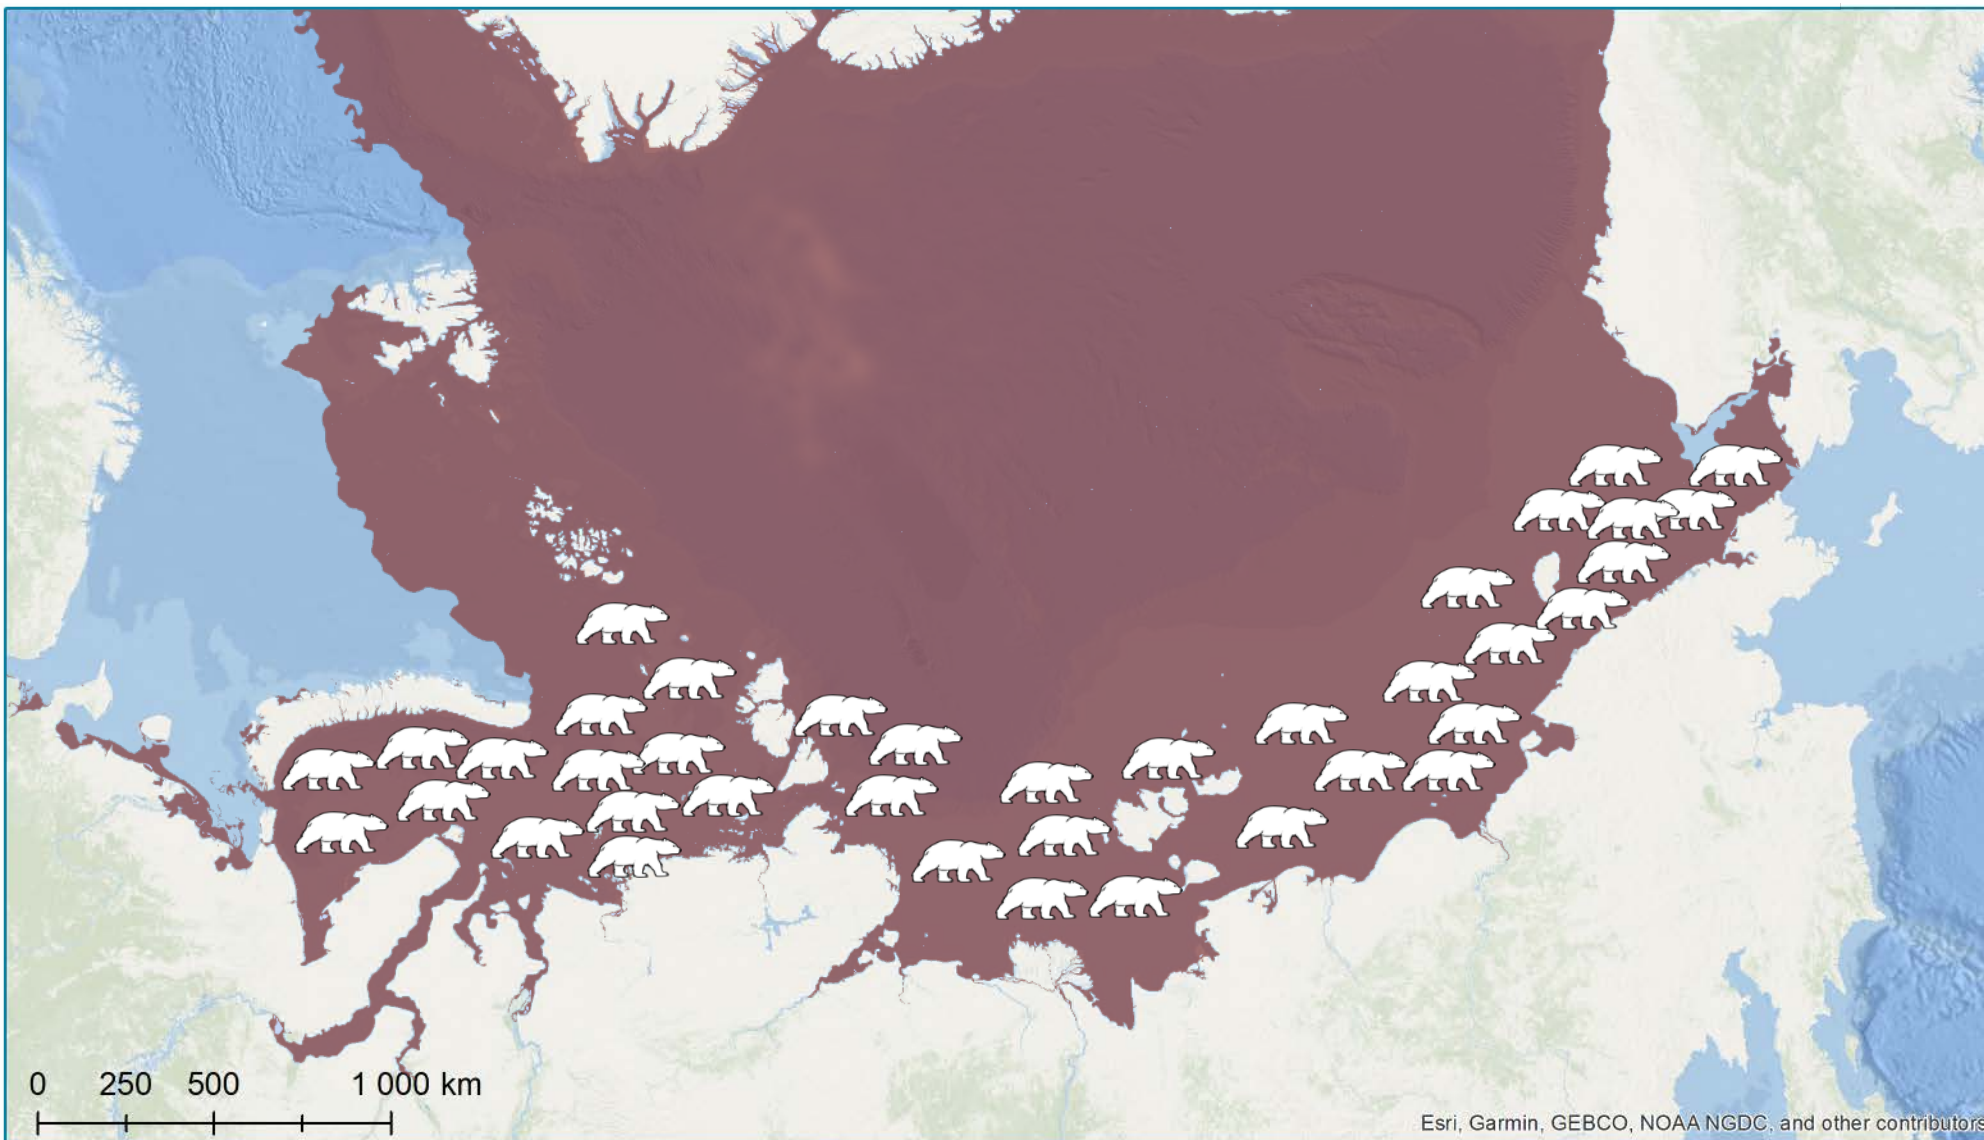 0 250 500 1 000 km
Esri, Garmin, GEBCO, NOAA NGDC, and other contributors